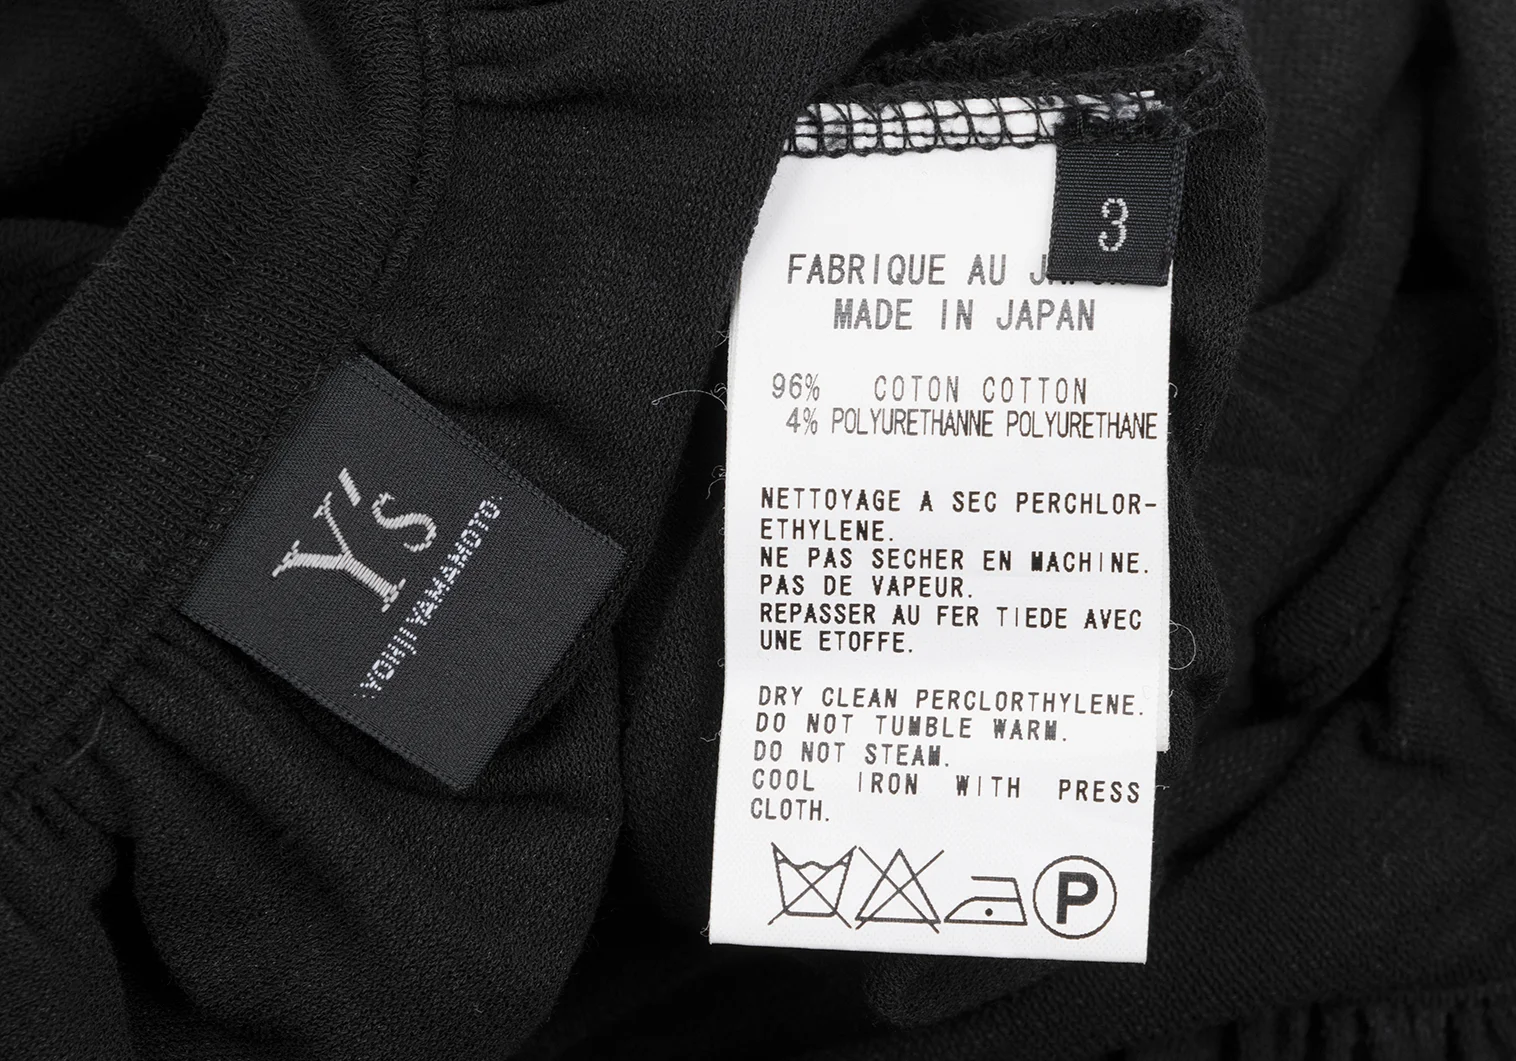 Y's
YOHJI YAMAMOTO.
3
FABRIQUE AU
MADE IN JAPAN
96% COTON COTTON
4% POLYURETHANNE POLYURETHANE
NETTOYAGE A SEC PERCHLOR-
ETHYLENE.
NE PAS SECHER EN MACHINE.
PAS DE VAPEUR.
REPASSER AU FER TIEDE AVEC
UNE ETOFFE.
DRY CLEAN PERCLORTHYLENE.
DO NOT TUMBLE WARM.
DO NOT STEAM.
COOL IRON WITH PRESS
CLOTH.
P